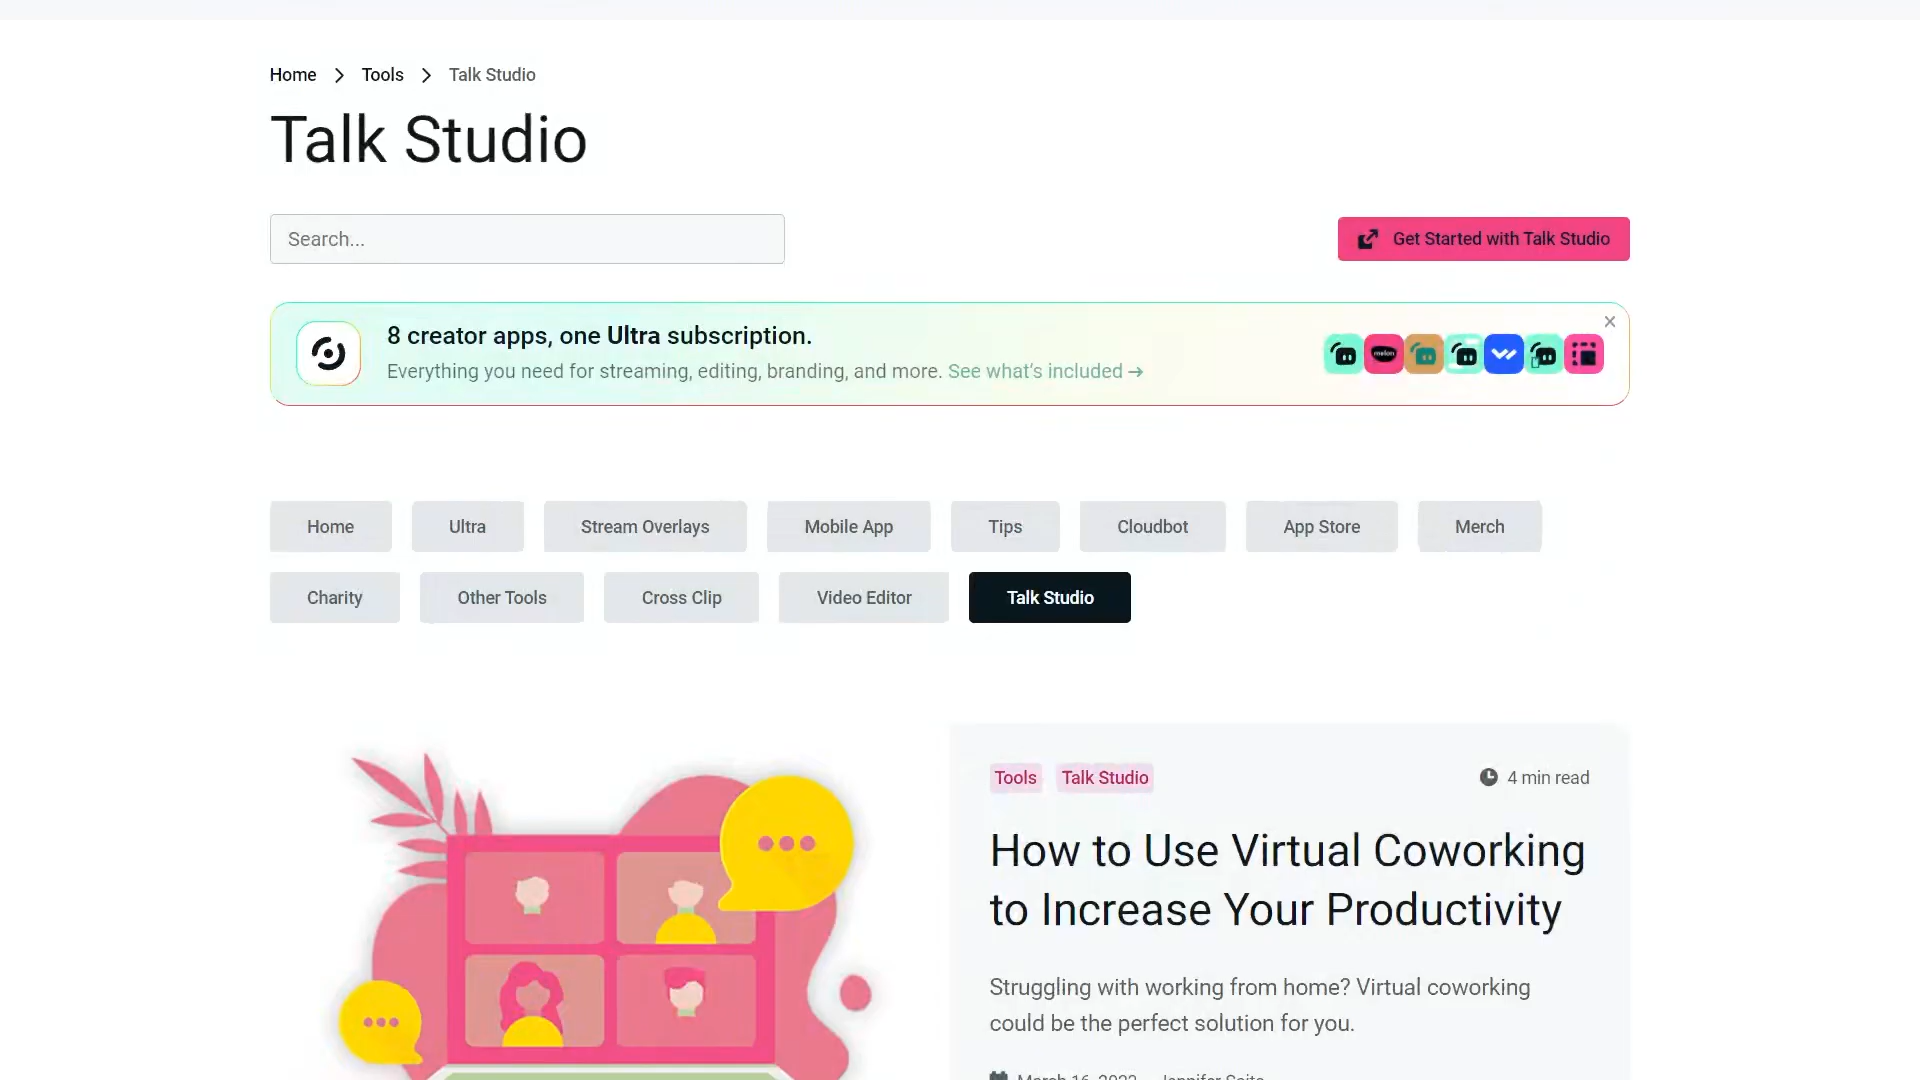 Home > Tools > Talk Studio
Talk Studio
Search...
Get Started with Talk Studio
8 creator apps, one Ultra subscription.
Everything you need for streaming, editing, branding, and more. See what's included →
melon
Home Ultra Stream Overlays Mobile App Tips Cloudbot App Store Merch
Charity Other Tools Cross Clip Video Editor Talk Studio
Tools Talk Studio 4 min read
How to Use Virtual Coworking
to Increase Your Productivity
Struggling with working from home? Virtual coworking
could be the perfect solution for you.